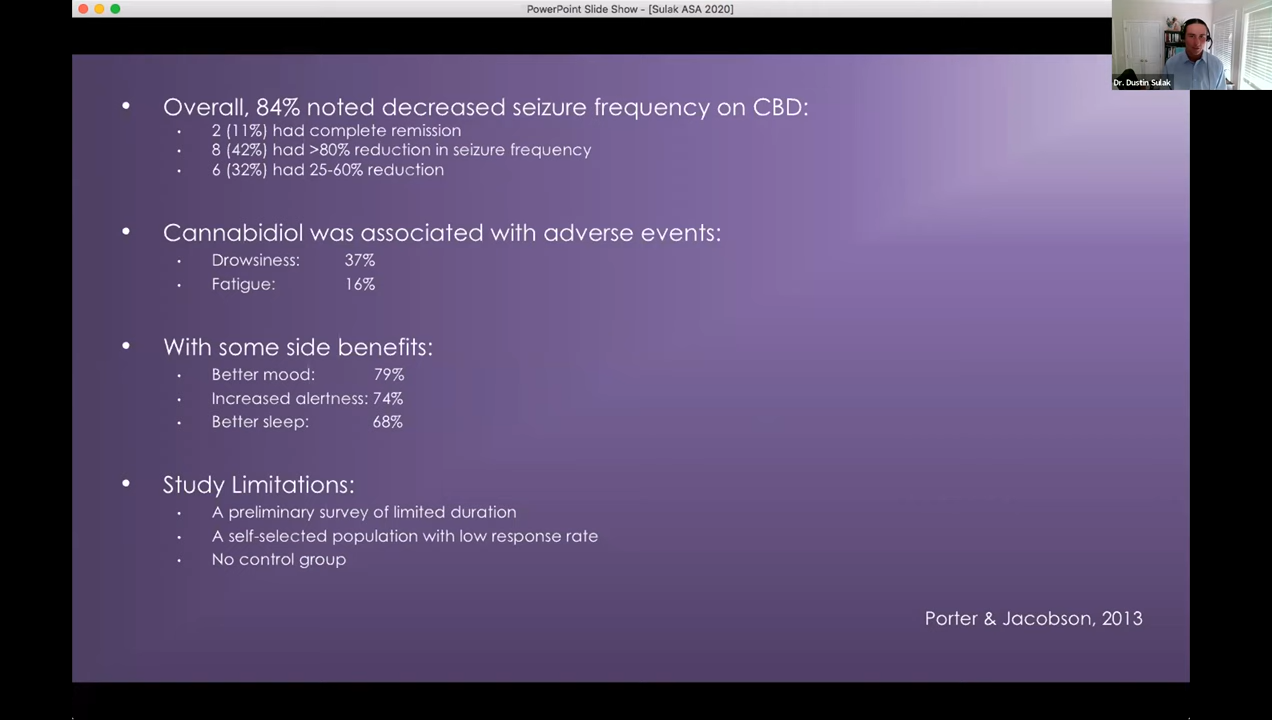 PowerPoint Slide Show - [Sulak ASA 2020]
Dr. Dustin Sulak
• Overall, 84% noted decreased seizure frequency on CBD:
• 2 (11%) had complete remission
• 8 (42%) had >80% reduction in seizure frequency
• 6 (32%) had 25-60% reduction
• Cannabidiol was associated with adverse events:
• Drowsiness: 37%
• Fatigue: 16%
• With some side benefits:
• Better mood: 79%
• Increased alertness: 74%
• Better sleep: 68%
• Study Limitations:
• A preliminary survey of limited duration
• A self-selected population with low response rate
• No control group
Porter & Jacobson, 2013